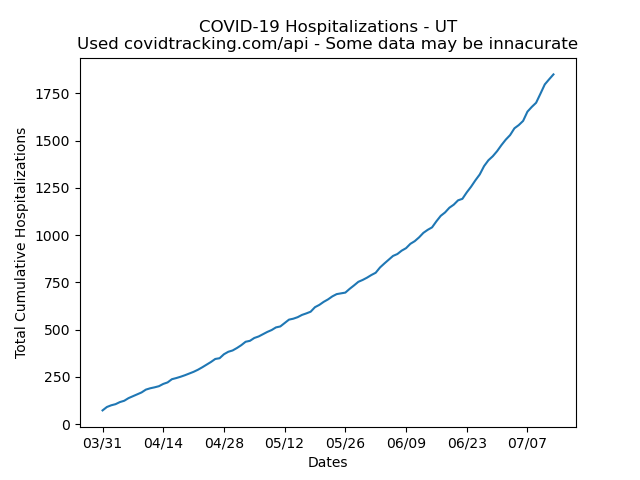 COVID-19 Hospitalizations - UT
Used covidtracking.com/api - Some data may be innacurate
Total Cumulative Hospitalizations
1750
1500
1250
1000
750
500
250
0
03/31 04/14 04/28 05/12 05/26 06/09 06/23 07/07
Dates